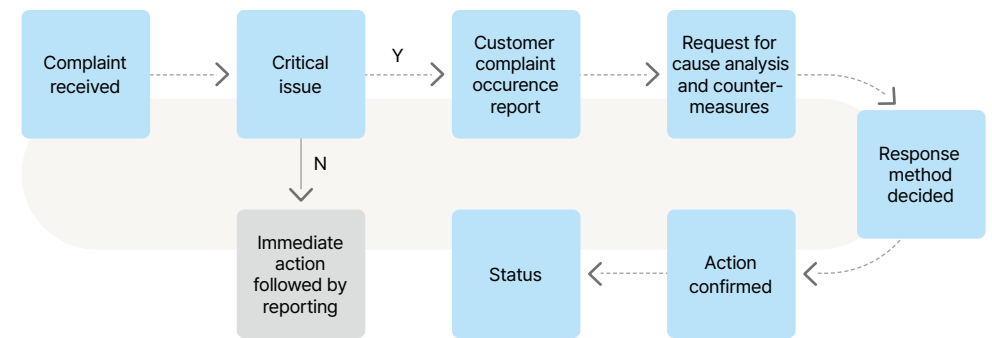 Complaint
received
Critical
issue
Y
Customer
complaint
occurence
report
Request for
cause analysis
and counter-
measures
Response
method
decided
N
Immediate
action
followed by
reporting
Status
Action
confirmed